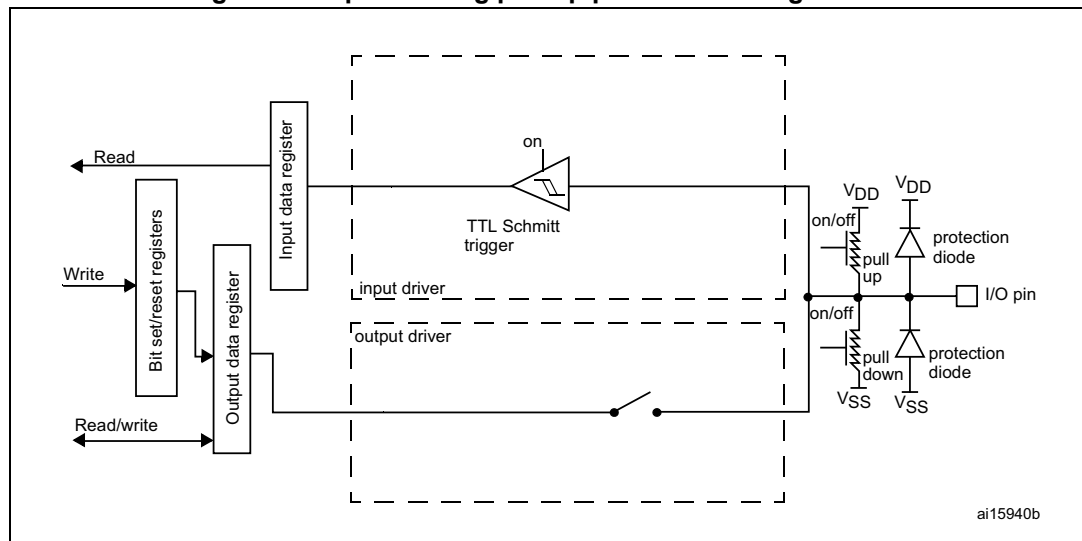 on
Read
Input data register
TTL Schmitt
trigger
Write
Bit set/reset registers
Output data register
Read/write
input driver
output driver
VDD
VDD
on/off
pull
up
protection
diode
I/O pin
on/off
pull
down
protection
diode
VSS
VSS
ai15940b